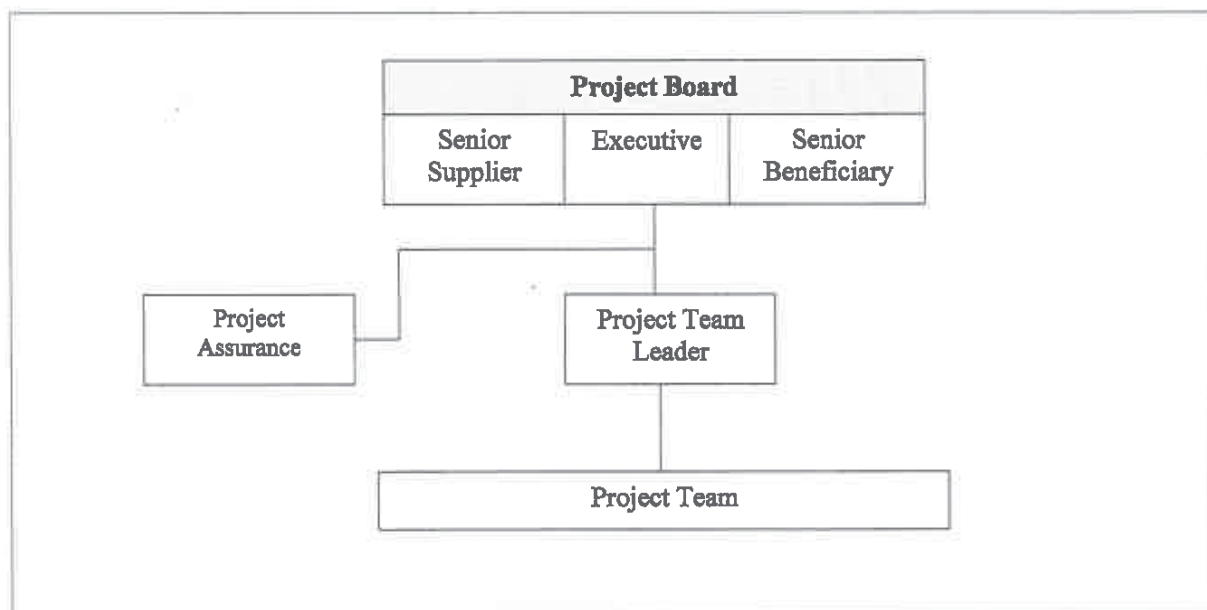 Project Board
Senior
Supplier
Executive
Senior
Beneficiary
Project
Assurance
Project Team
Leader
Project Team